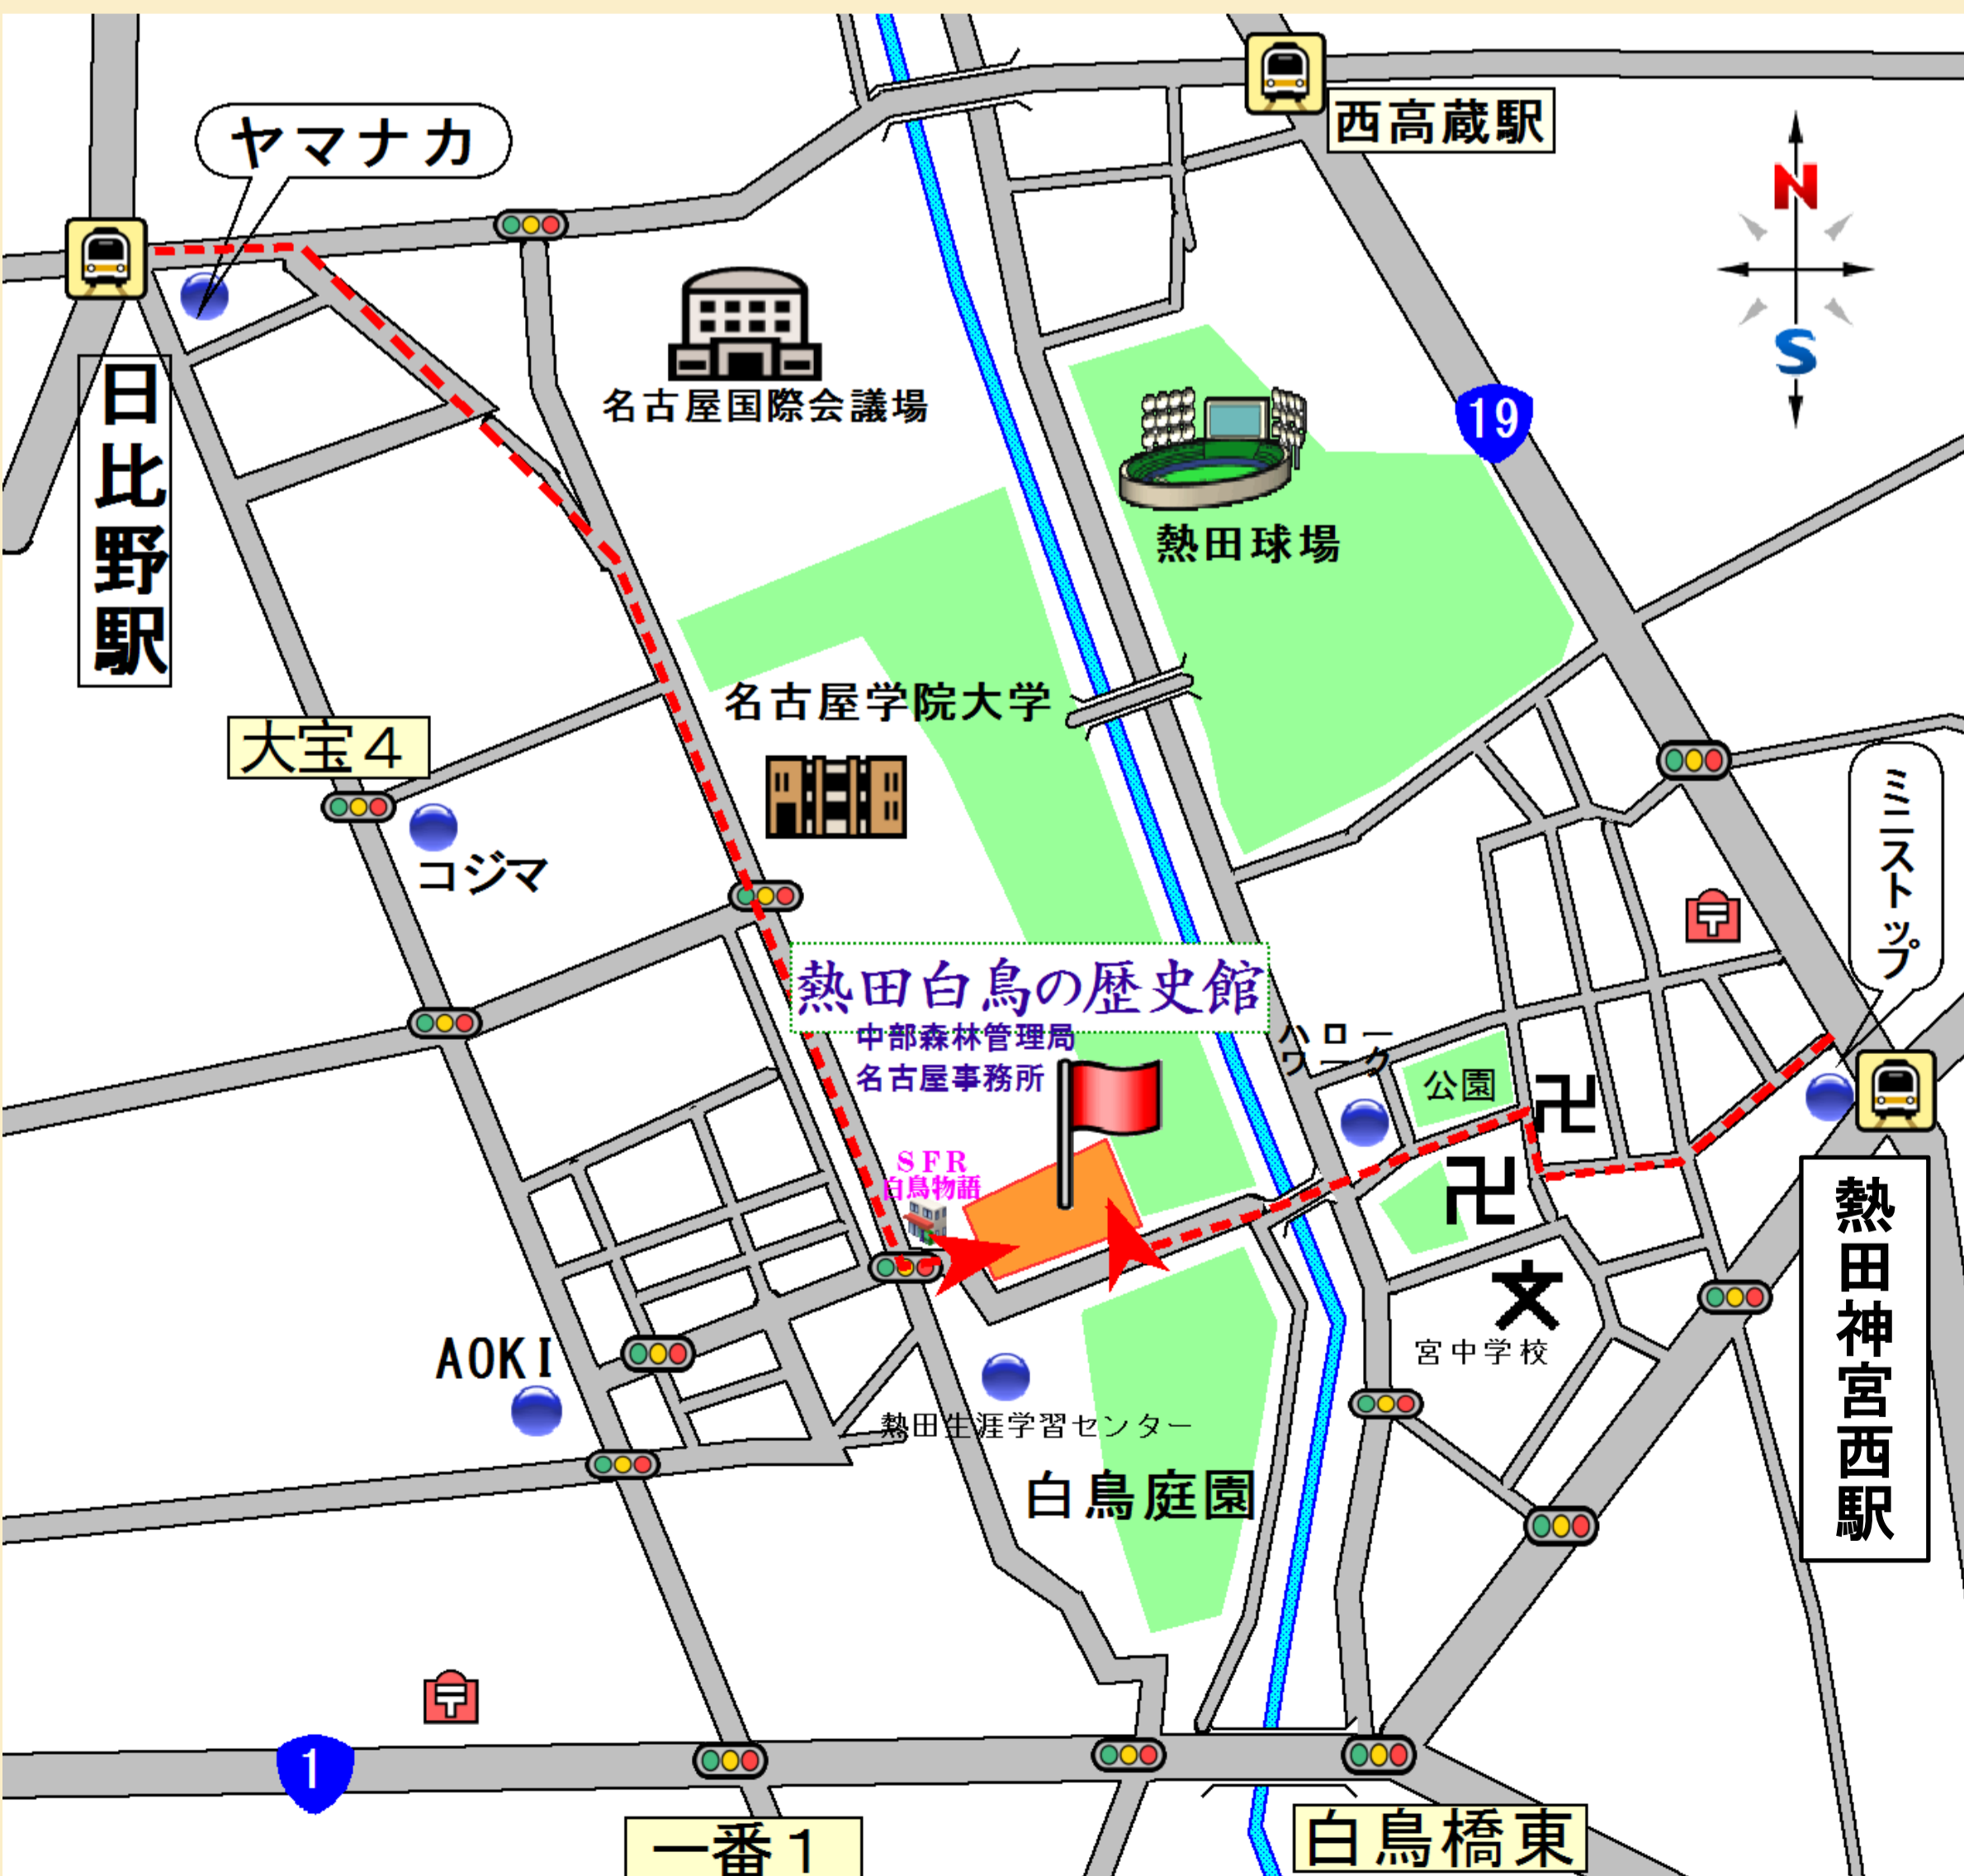 西高蔵駅
ヤマナカ
N
S
日比野駅
名古屋国際会議場
19
熱田球場
名古屋学院大学
大宝4
コジマ
ミニストップ
〒
熱田白鳥の歴史館
中部森林管理局
名古屋事務所
ハロー
ワーク
公園
卍
卍
SFR
白鳥物語
熱田神宮西駅
文
宮中学校
AOKI
熱田生涯学習センター
白鳥庭園
〒
1
一番1
白鳥橋東